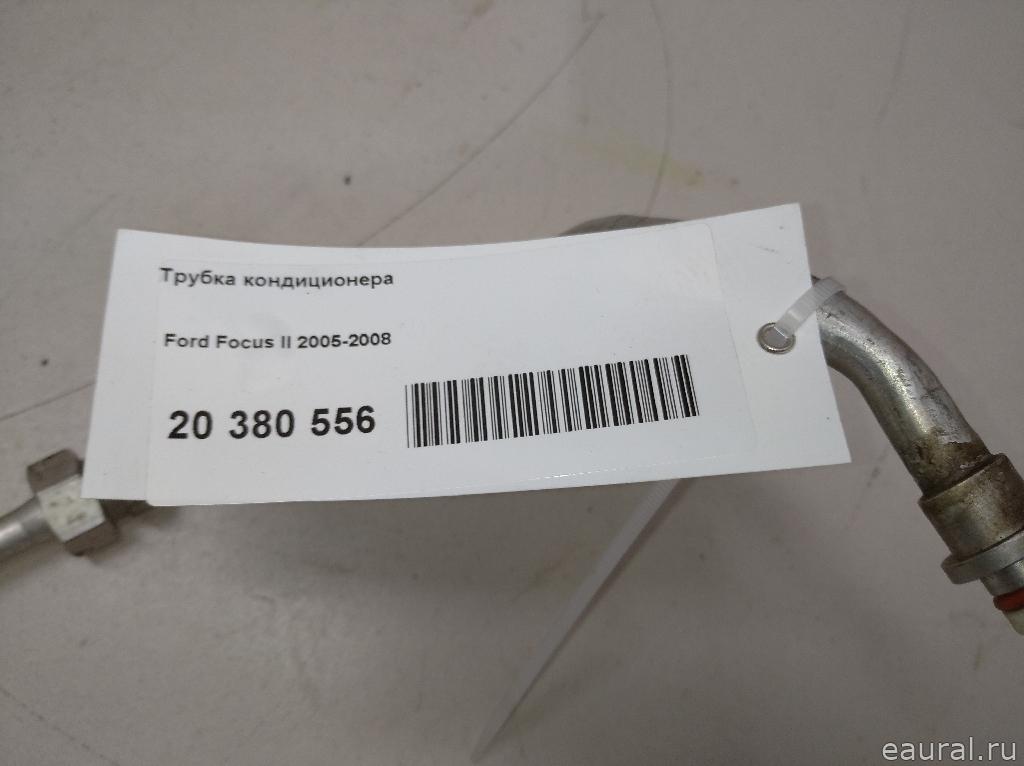 Трубка кондиционера
Ford Focus II 2005-2008
20 380 556
eaural.ru